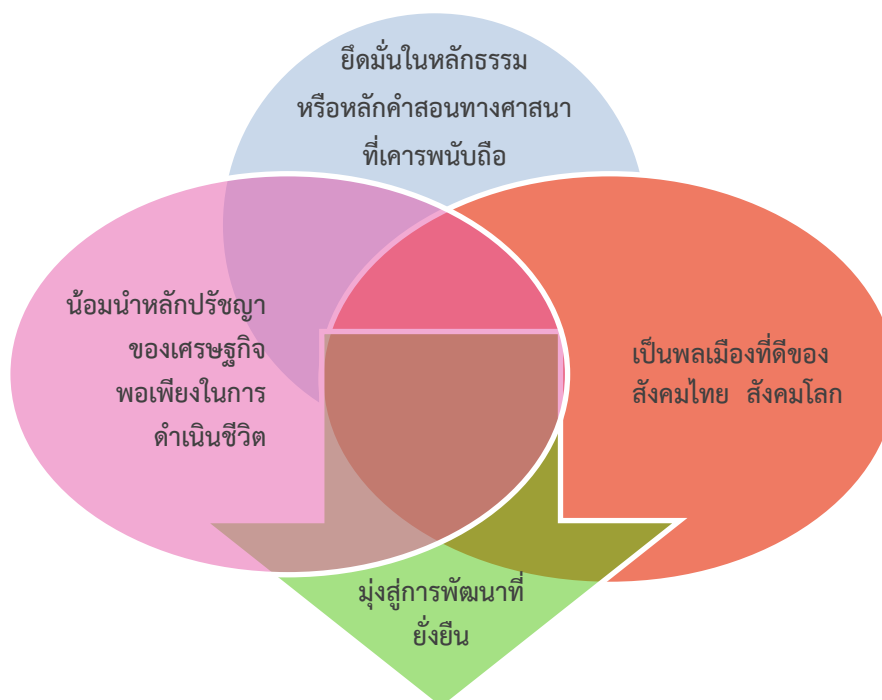 ยึดมั่นในหลักธรรม
หรือหลักคำสอนทางศาสนา
ที่เคารพนับถือ
น้อมนำหลักปรัชญา
ของเศรษฐกิจ
พอเพียงในการ
ดำเนินชีวิต
เป็นพลเมืองที่ดีของ
สังคมไทย สังคมโลก
มุ่งสู่การพัฒนาที่
ยั่งยืน